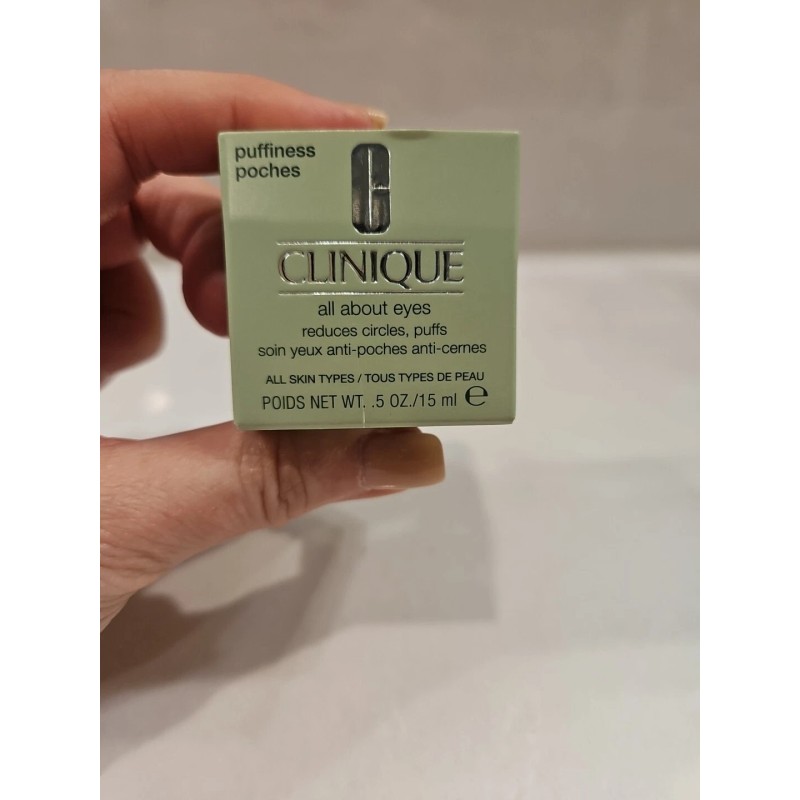 puffiness
poches
CLINIQUE
all about eyes
reduces circles, puffs
soin yeux anti-poches anti-cernes
ALL SKIN TYPES / TOUS TYPES DE PEAU
POIDS NET WT. .5 OZ./15 ml ℮